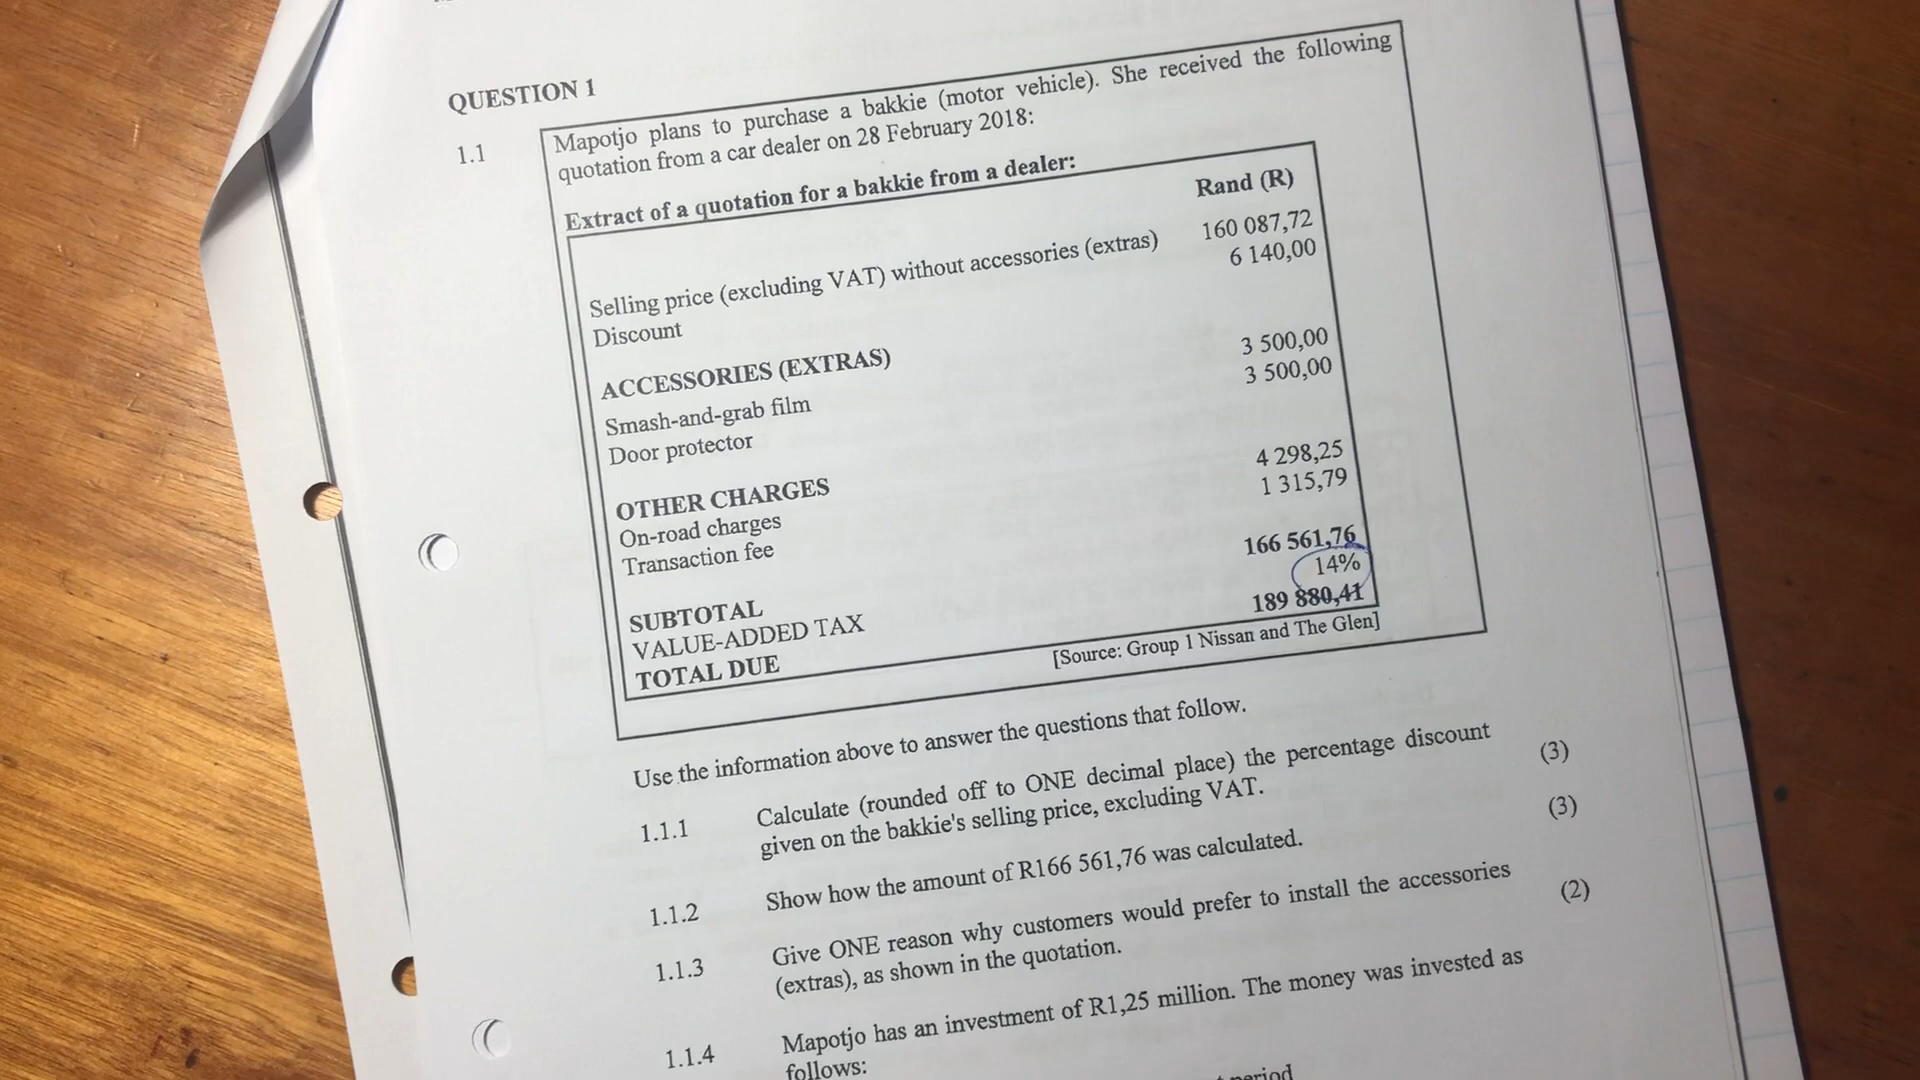 QUESTION 1
1.1
Mapotjo plans to purchase a bakkie (motor vehicle). She received the following
quotation from a car dealer on 28 February 2018:
Extract of a quotation for a bakkie from a dealer:
Rand (R)
Selling price (excluding VAT) without accessories (extras) 160 087,72
Discount 6 140,00
ACCESSORIES (EXTRAS)
Smash-and-grab film 3 500,00
Door protector 3 500,00
OTHER CHARGES
On-road charges 4 298,25
Transaction fee 1 315,79
SUBTOTAL 166 561,76
VALUE-ADDED TAX 14%
TOTAL DUE 189 880,41
[Source: Group 1 Nissan and The Glen]
Use the information above to answer the questions that follow.
1.1.1 Calculate (rounded off to ONE decimal place) the percentage discount
given on the bakkie's selling price, excluding VAT. (3)
1.1.2 Show how the amount of R166 561,76 was calculated. (3)
1.1.3 Give ONE reason why customers would prefer to install the accessories
(extras), as shown in the quotation. (2)
1.1.4 Mapotjo has an investment of R1,25 million. The money was invested as
follows:
period